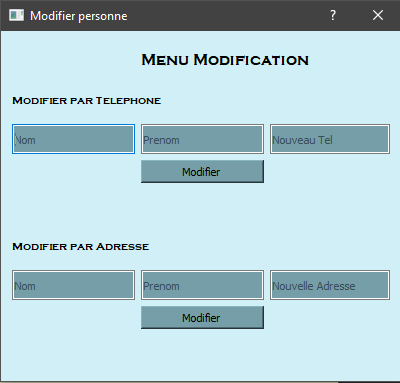 Modifier personne ?
Menu Modification
Modifier par Telephone
Nom Prenom Nouveau Tel
Modifier
Modifier par Adresse
Nom Prenom Nouvelle Adresse
Modifier